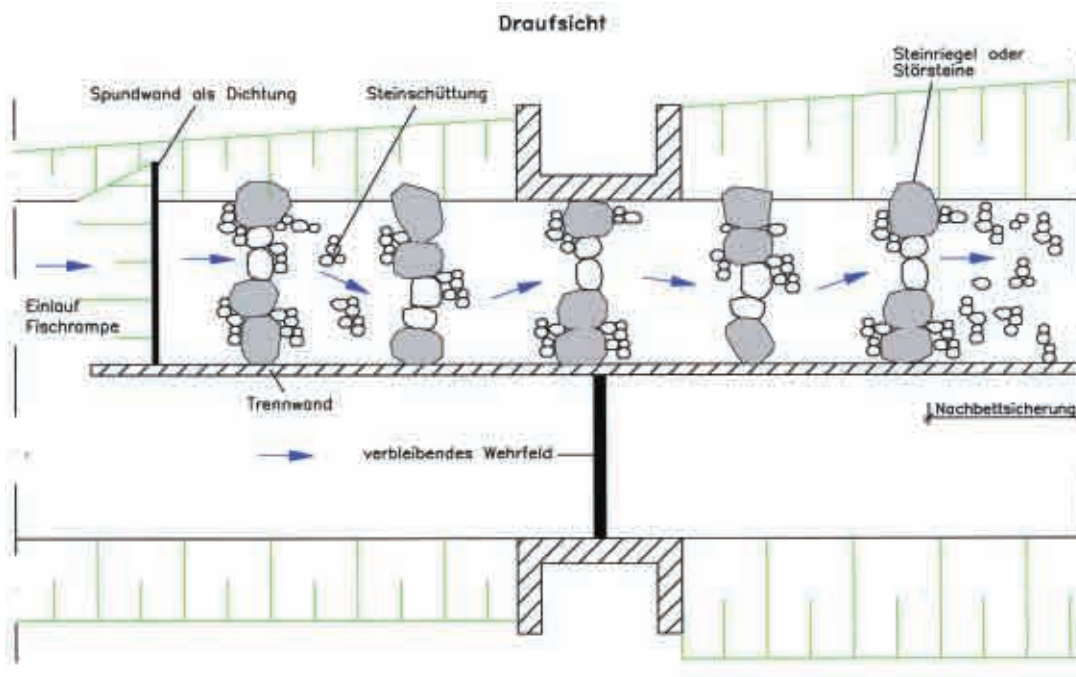 Draufsicht
Steinriegel oder
Störsteine
Spundwand als Dichtung
Steinschüttung
Einlauf
Fischrampe
Trennwand
Nachbettsicherung
verbleibendes Wehrfeld